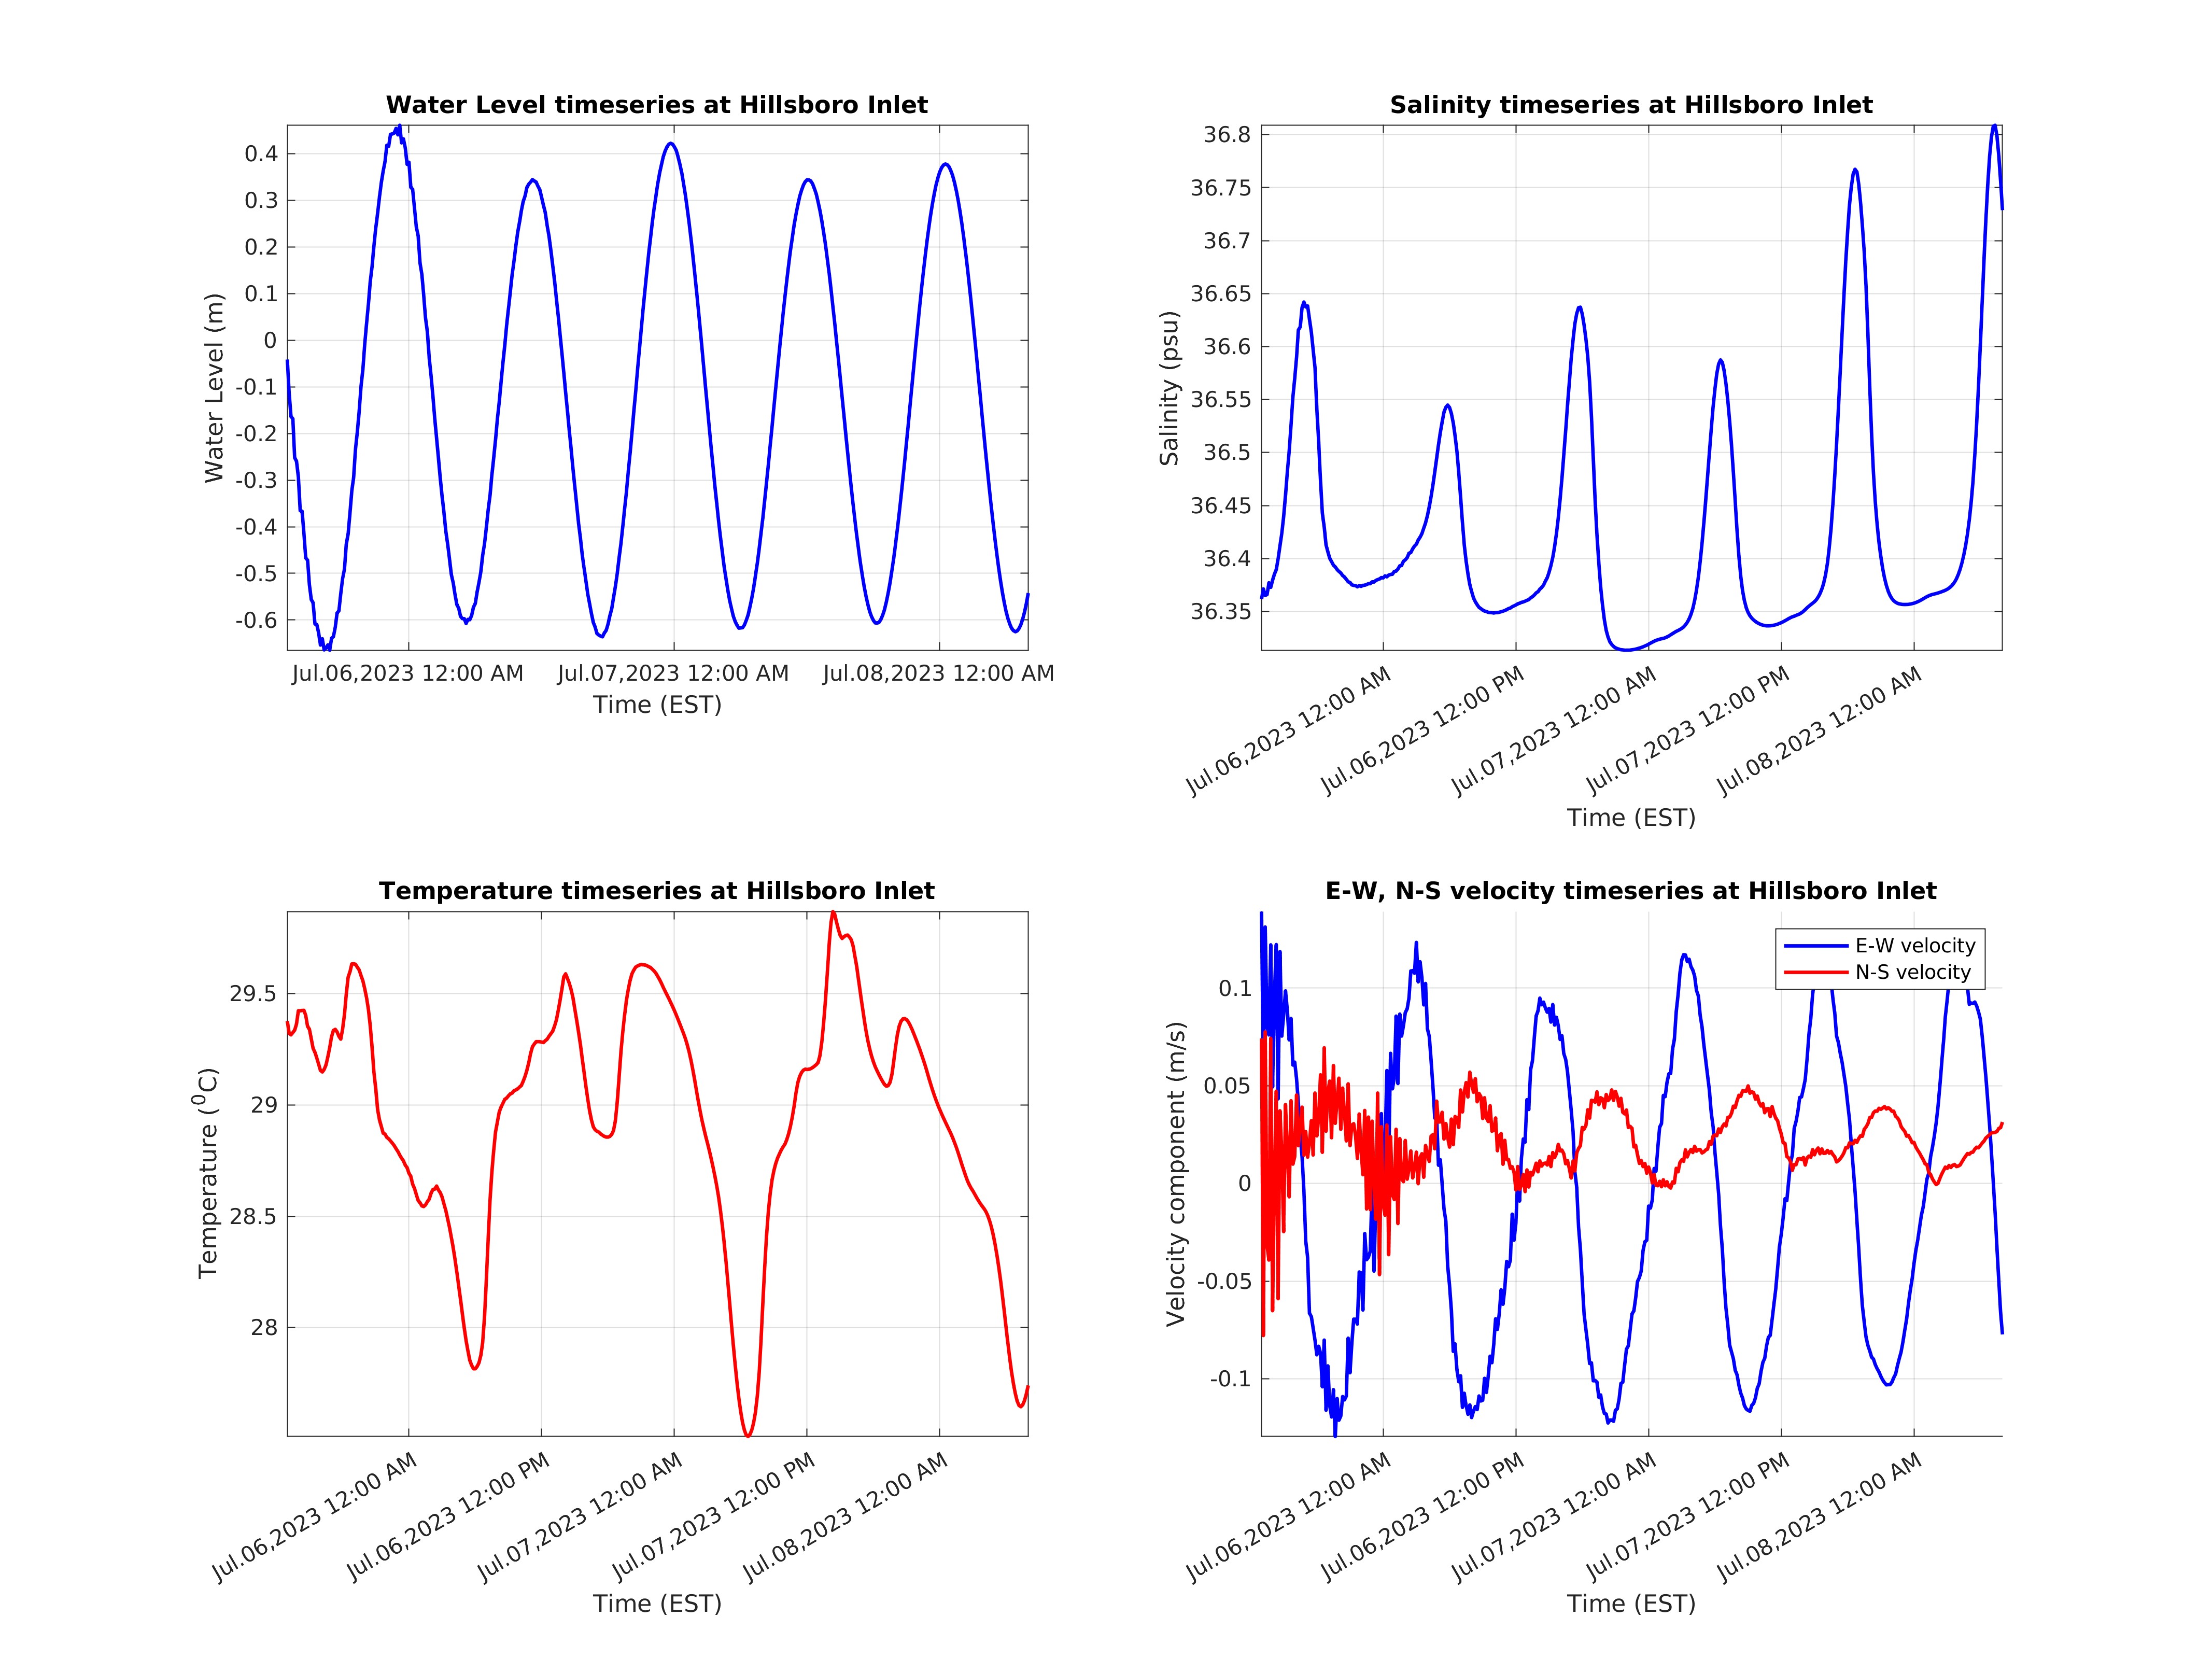 Water Level timeseries at Hillsboro Inlet
0.4
0.3
0.2
0.1
0
-0.1
-0.2
-0.3
-0.4
-0.5
-0.6
Water Level (m)
Jul.06,2023 12:00 AM
Jul.07,2023 12:00 AM
Jul.08,2023 12:00 AM
Time (EST)
Salinity timeseries at Hillsboro Inlet
36.8
36.75
36.7
36.65
36.6
36.55
36.5
36.45
36.4
36.35
Salinity (psu)
Jul.06,2023 12:00 AM
Jul.06,2023 12:00 PM
Jul.07,2023 12:00 AM
Jul.07,2023 12:00 PM
Jul.08,2023 12:00 AM
Time (EST)
Temperature timeseries at Hillsboro Inlet
29.5
29
28.5
28
Temperature (⁰C)
Jul.06,2023 12:00 AM
Jul.06,2023 12:00 PM
Jul.07,2023 12:00 AM
Jul.07,2023 12:00 PM
Jul.08,2023 12:00 AM
Time (EST)
E-W, N-S velocity timeseries at Hillsboro Inlet
E-W velocity
N-S velocity
0.1
0.05
0
-0.05
-0.1
Velocity component (m/s)
Jul.06,2023 12:00 AM
Jul.06,2023 12:00 PM
Jul.07,2023 12:00 AM
Jul.07,2023 12:00 PM
Jul.08,2023 12:00 AM
Time (EST)